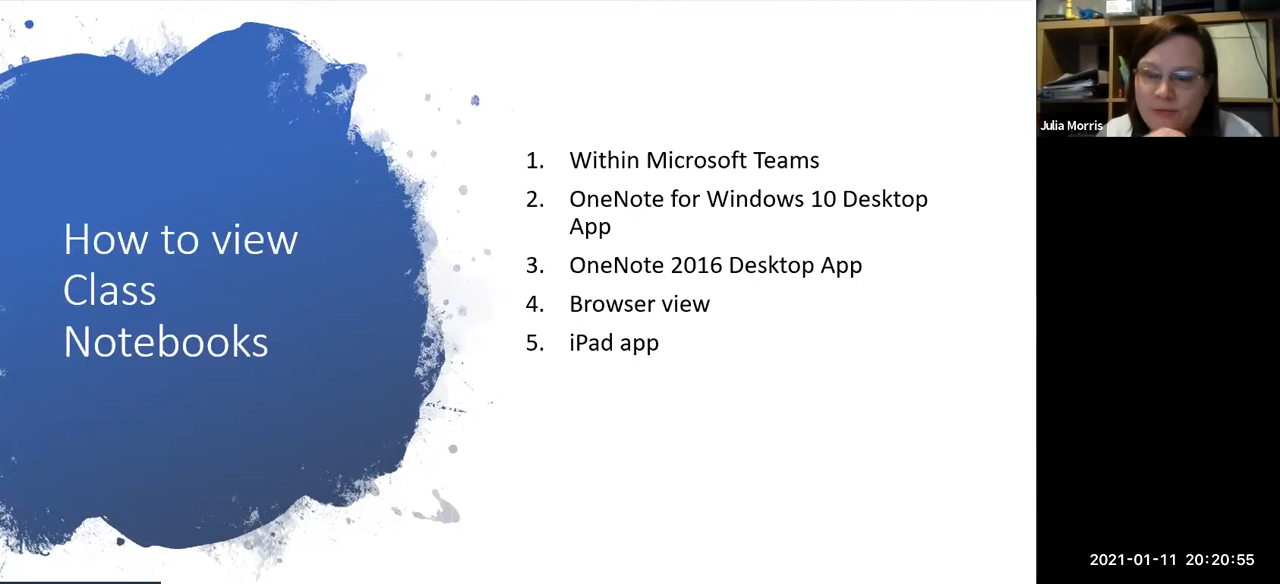 How to view
Class
Notebooks
1. Within Microsoft Teams
2. OneNote for Windows 10 Desktop
App
3. OneNote 2016 Desktop App
4. Browser view
5. iPad app
Julia Morris
2021-01-11 20:20:55